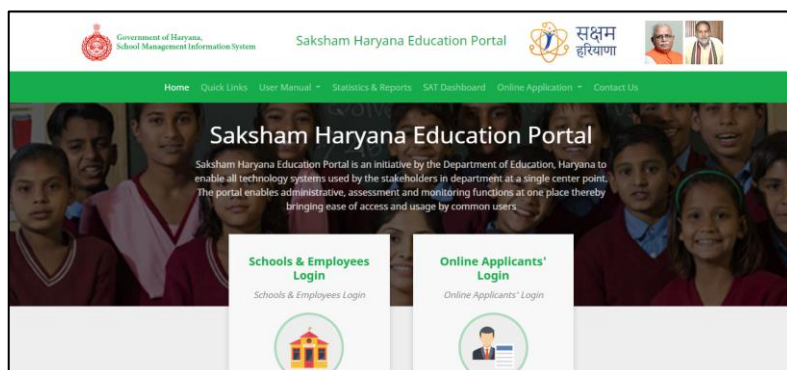 Government of Haryana,
School Management Information System
Saksham Haryana Education Portal
सक्षम
हरियाणा
Home Quick Links User Manual Statistics & Reports SAT Dashboard Online Application Contact Us
Saksham Haryana Education Portal
Saksham Haryana Education Portal is an initiative by the Department of Education, Haryana to
enable all technology systems used by the stakeholders in department at a single center point.
The portal enables administrative, assessment and monitoring functions at one place thereby
bringing ease of access and usage by common users
Schools & Employees
Login
Schools & Employees Login
Online Applicants'
Login
Online Applicants' Login